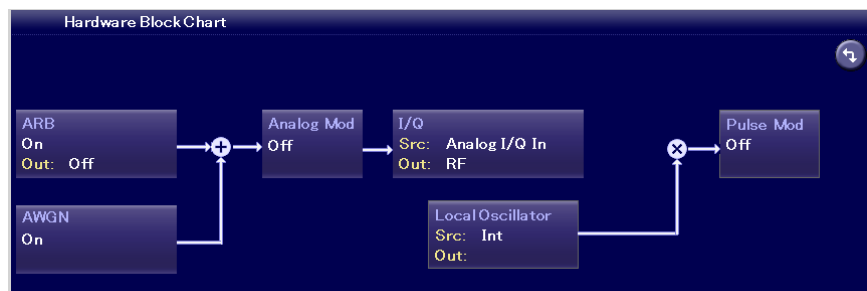 Hardware Block Chart
ARB
On
Out: Off
Analog Mod
Off
I/Q
Src: Analog I/Q In
Out: RF
Pulse Mod
Off
AWGN
On
Local Oscillator
Src: Int
Out: